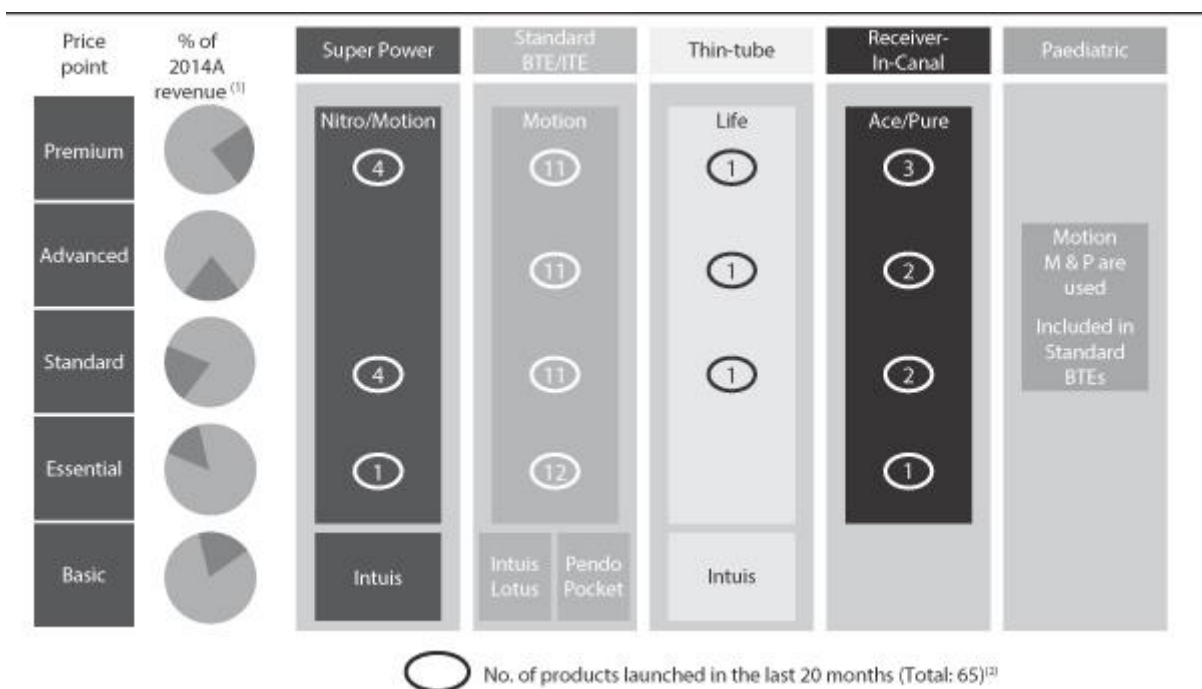 Price
point
% of
2014A
revenue (1)
Super Power
Standard
BTE/ITE
Thin-tube
Receiver-
In-Canal
Paediatric
Nitro/Motion
Motion
Life
Ace/Pure
Premium
4
11
1
3
Advanced
11
1
2
Motion
M & P are
used
Included in
Standard
BTEs
Standard
4
11
1
2
Essential
1
12
1
Basic
Intuis
Intuis
Lotus
Pendo
Pocket
Intuis
No. of products launched in the last 20 months (Total: 65)(2)